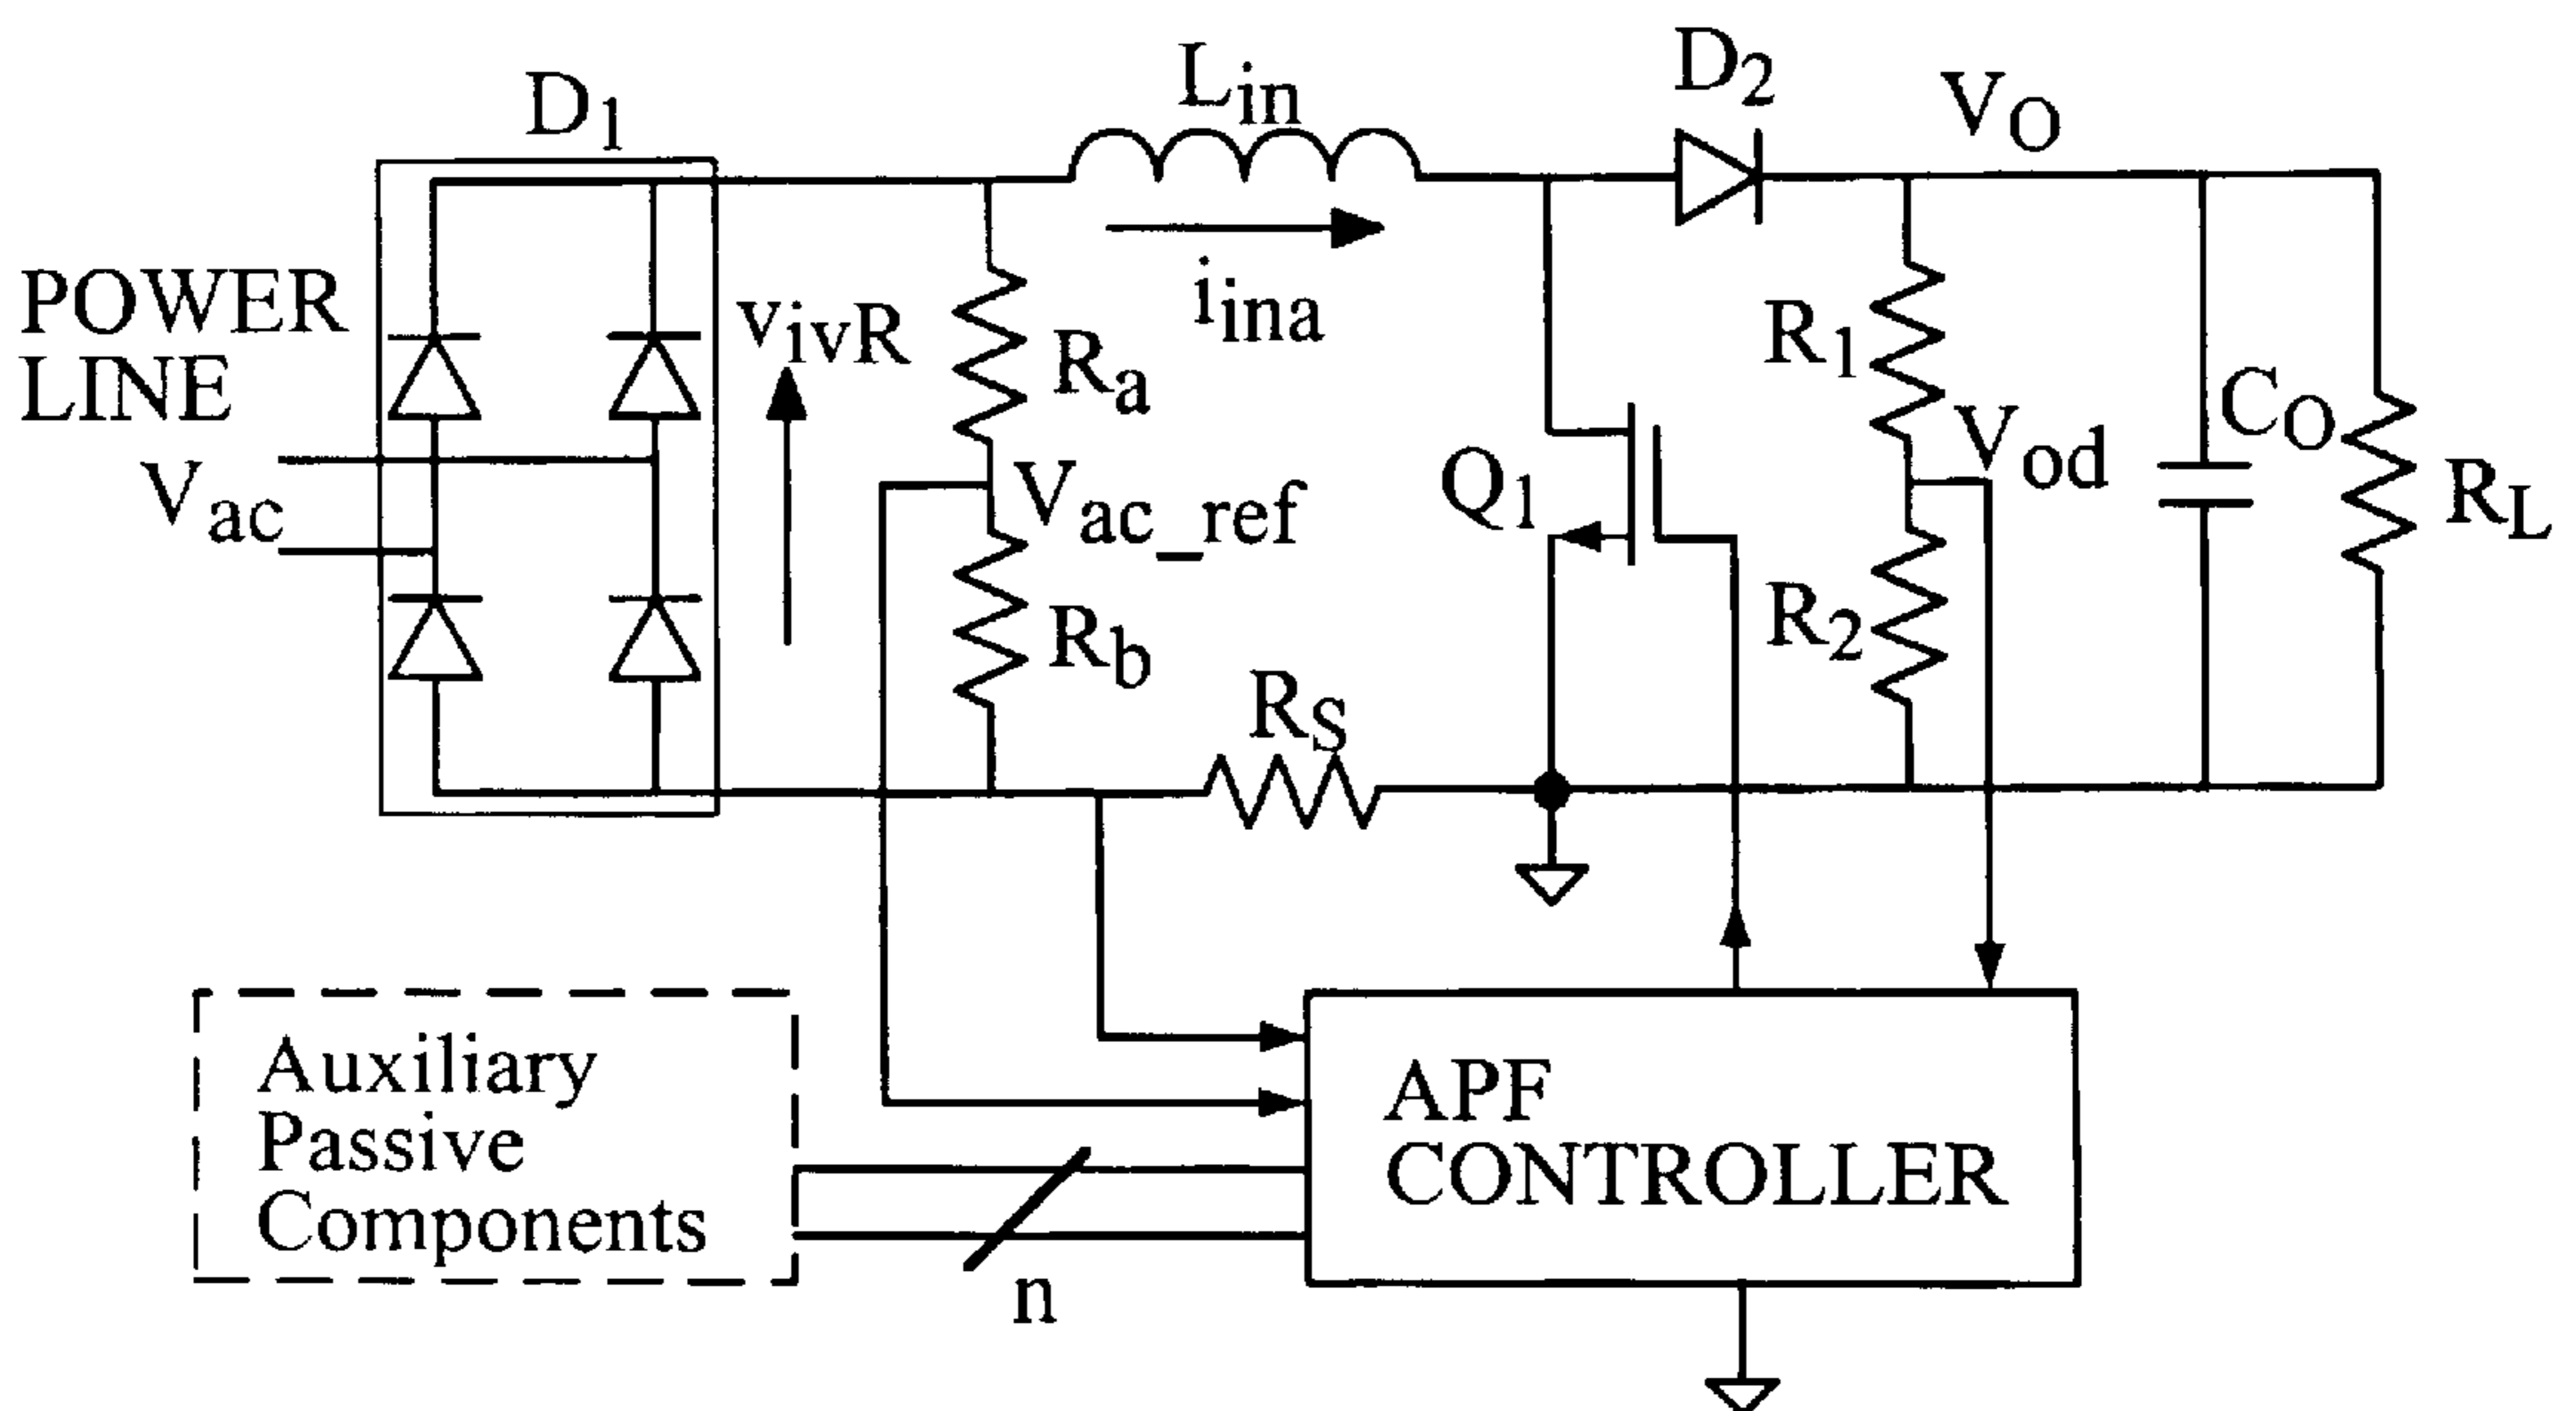 D1
Lin
D2
VO
POWER
LINE
Vac
vivR
Ra
iina
R1
Vod
CO
RL
Q1
Vac_ref
Rb
R2
RS
Auxiliary
Passive
Components
n
APF
CONTROLLER